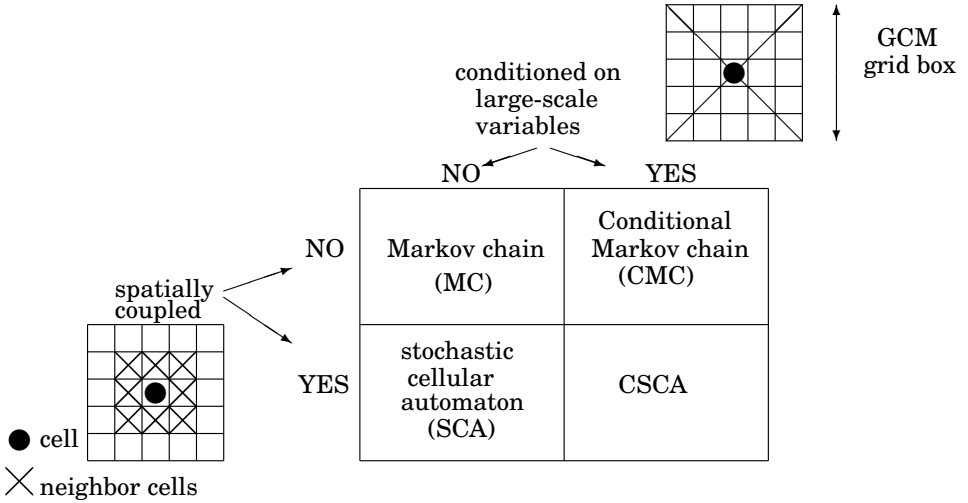 GCM
grid box
conditioned on
large-scale
variables
NO
YES
NO
Markov chain
(MC)
Conditional
Markov chain
(CMC)
spatially
coupled
YES
stochastic
cellular
automaton
(SCA)
CSCA
cell
neighbor cells